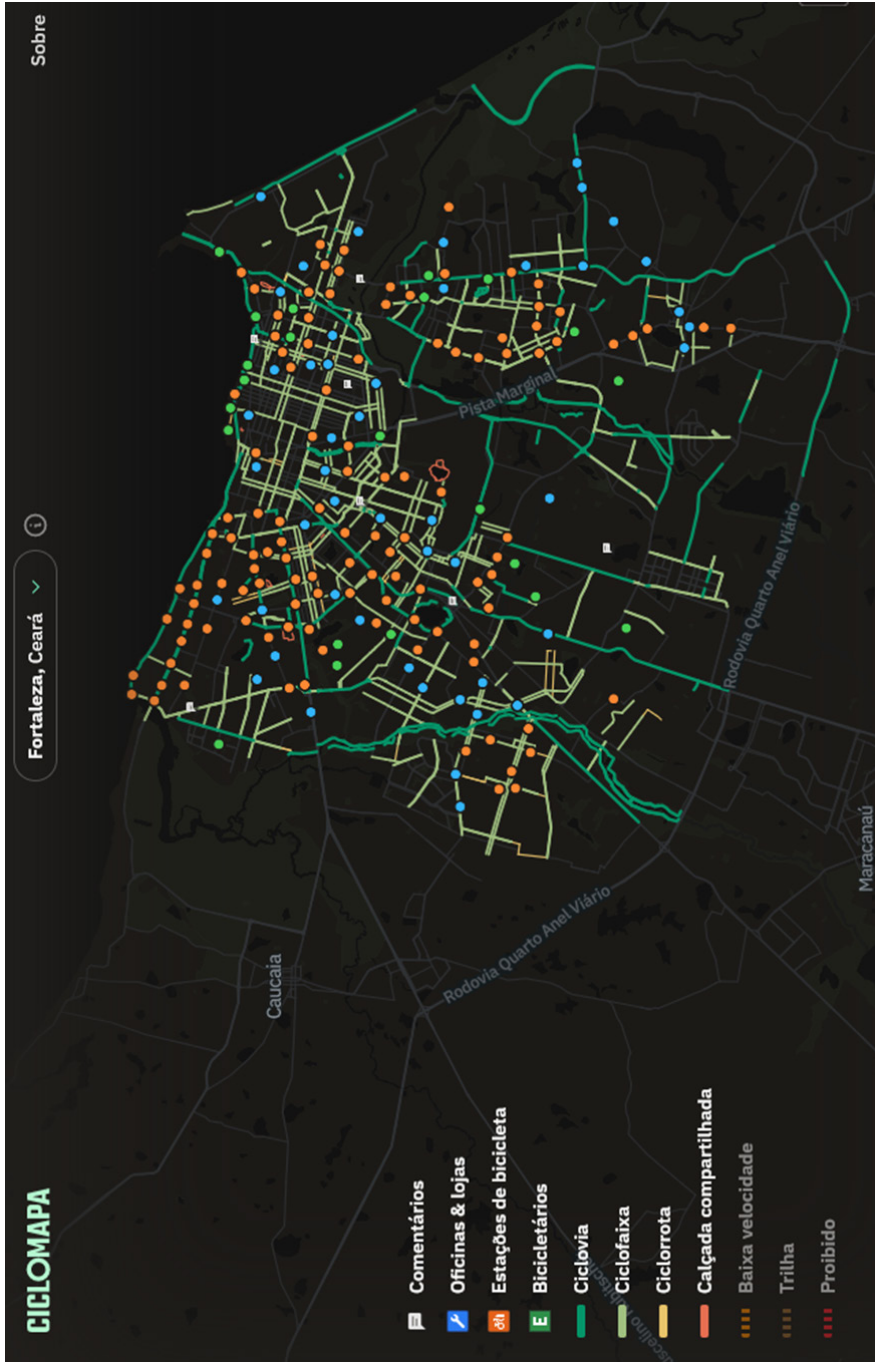 CICLOMAPA
Fortaleza, Ceará
i
Sobre
Caucaia
Pista Marginal
Rodovia Quarto Anel Viário
Rodovia Quarto Anel Viário
Maracanaú
Comentários
Oficinas & lojas
Estações de bicicleta
E Bicicletários
Ciclovia
Ciclofaixa
Ciclorrota
Calçada compartilhada
Baixa velocidade
Trilha
Proibido